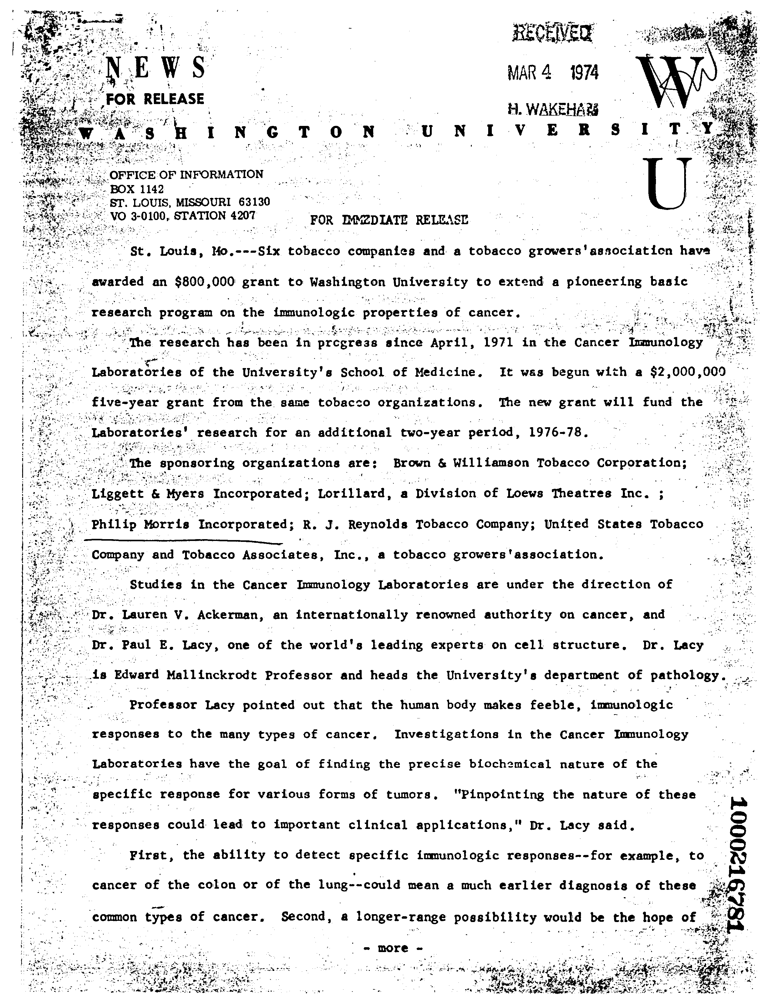 RECEIVED
NEWS
MAR 4 1974
FOR RELEASE
H. WAKEHAM
W
WASHINGTON UNIVERSITY
U
OFFICE OF INFORMATION
BOX 1142
ST. LOUIS, MISSOURI 63130
VO 3-0100, STATION 4207
FOR IMMEDIATE RELEASE
St. Louis, Mo.---Six tobacco companies and a tobacco growers'association have
awarded an $800,000 grant to Washington University to extend a pioneering basic
research program on the immunologic properties of cancer.
The research has been in progress since April, 1971 in the Cancer Immunology
Laboratories of the University's School of Medicine. It was begun with a $2,000,000
five-year grant from the same tobacco organizations. The new grant will fund the
Laboratories' research for an additional two-year period, 1976-78.
The sponsoring organizations are: Brown & Williamson Tobacco Corporation;
Liggett & Myers Incorporated; Lorillard, a Division of Loews Theatres Inc. ;
Philip Morris Incorporated; R. J. Reynolds Tobacco Company; United States Tobacco
Company and Tobacco Associates, Inc., a tobacco growers'association.
Studies in the Cancer Immunology Laboratories are under the direction of
Dr. Lauren V. Ackerman, an internationally renowned authority on cancer, and
Dr. Paul E. Lacy, one of the world's leading experts on cell structure. Dr. Lacy
is Edward Mallinckrodt Professor and heads the University's department of pathology.
Professor Lacy pointed out that the human body makes feeble, immunologic
responses to the many types of cancer. Investigations in the Cancer Immunology
Laboratories have the goal of finding the precise biochemical nature of the
specific response for various forms of tumors. "Pinpointing the nature of these
responses could lead to important clinical applications," Dr. Lacy said.
First, the ability to detect specific immunologic responses--for example, to
cancer of the colon or of the lung--could mean a much earlier diagnosis of these
common types of cancer. Second, a longer-range possibility would be the hope of
- more -
1000216781